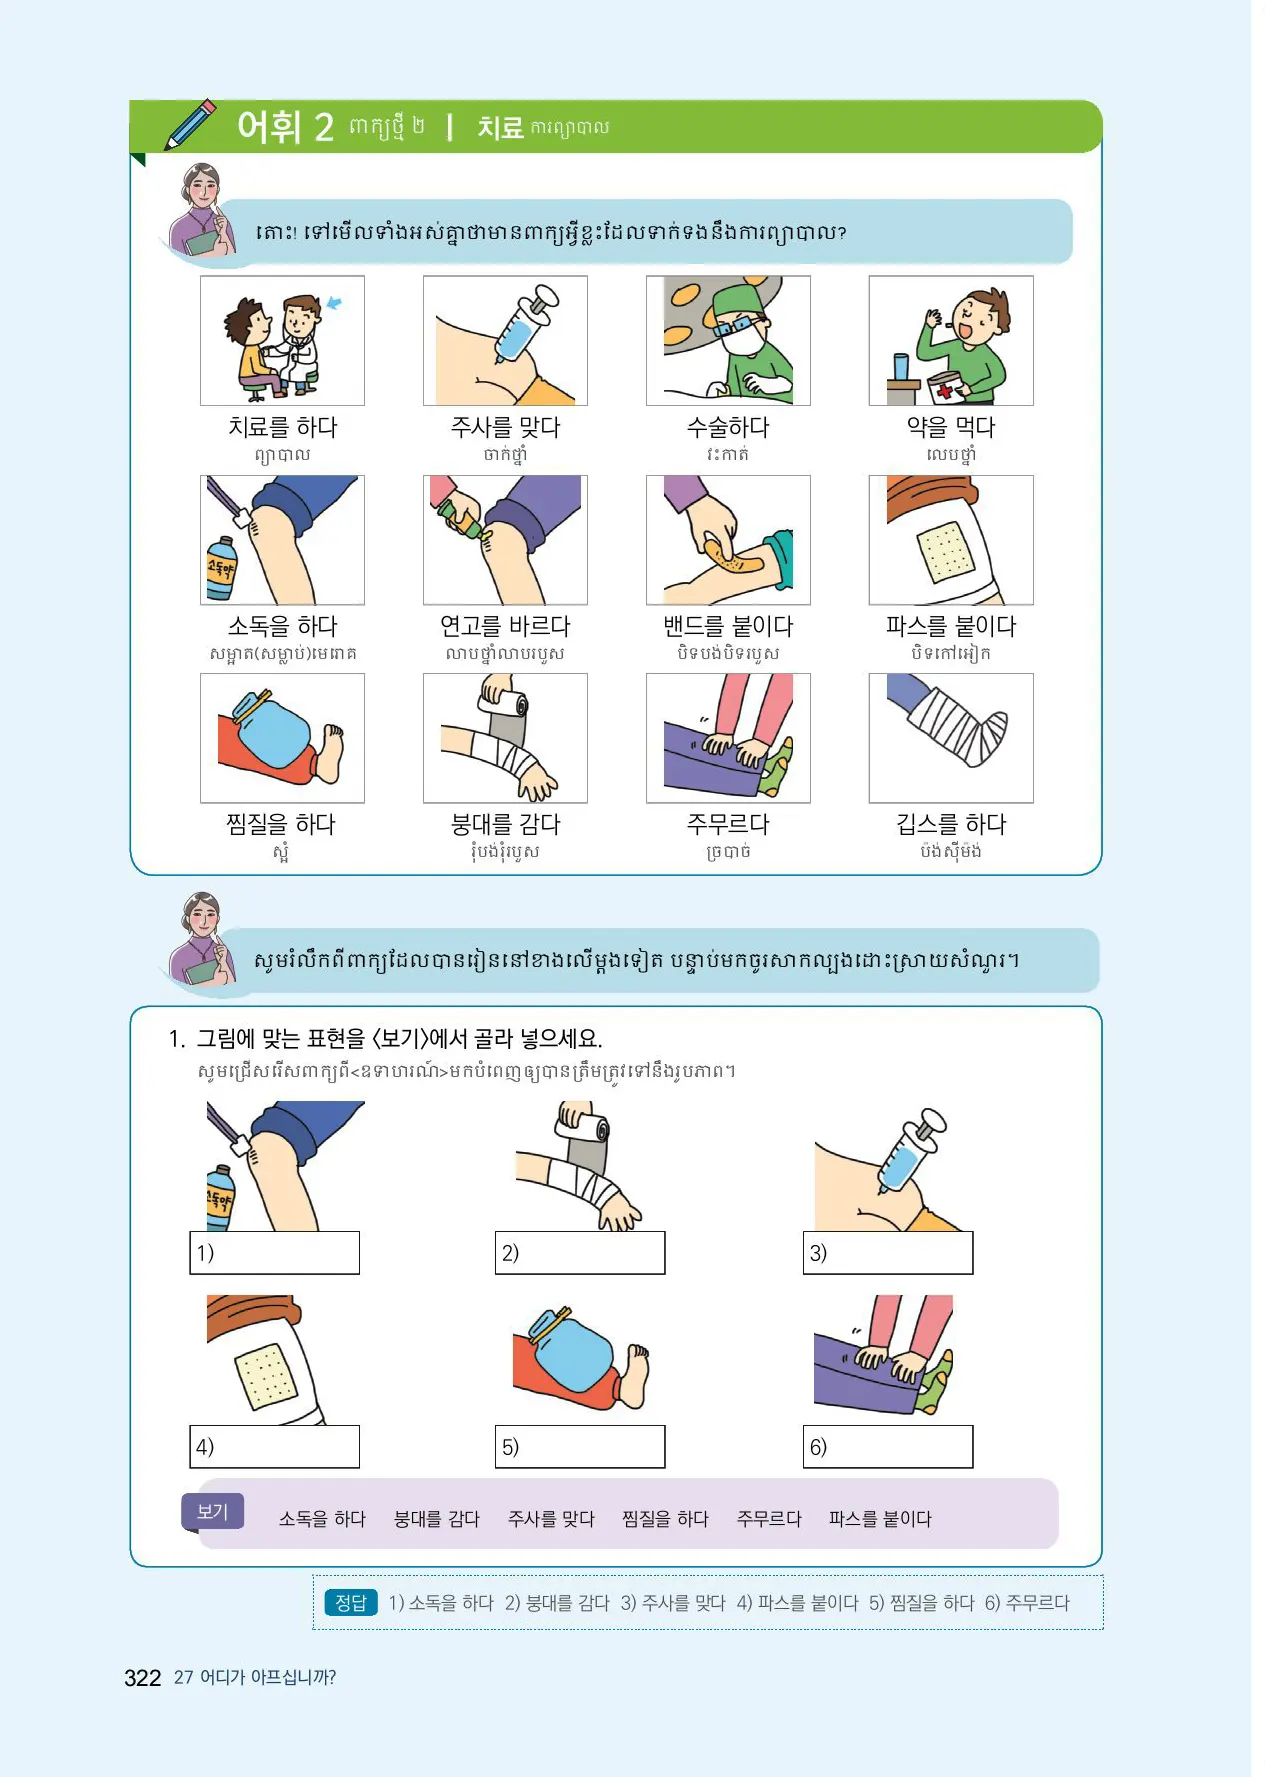 어휘 2 ពាក្យថ្មី ២ | 치료 ការព្យាបាល
តោះ! ទៅមើលទាំងអស់គ្នាថាមានពាក្យអ្វីខ្លះដែលទាក់ទងនឹងការព្យាបាល?
치료를 하다 주사를 맞다 수술하다 약을 먹다
ព្យាបាល ចាក់ថ្នាំ វះកាត់ លេបថ្នាំ
소독약
소독을 하다 연고를 바르다 밴드를 붙이다 파스를 붙이다
សម្អាត(សម្លាប់)មេរោគ លាបថ្នាំលាបរបួស បិទបង់បិទរបួស បិទកៅអៀក
찜질을 하다 붕대를 감다 주무르다 깁스를 하다
ស្អំ រុំបង់រុំរបួស ច្របាច់ ប៉ង់ស៊ីម៉ង់
សូមរំលឹកពីពាក្យដែលបានរៀននៅខាងលើម្ដងទៀត បន្ទាប់មកចូរសាកល្បងដោះស្រាយសំណួរ។
1. 그림에 맞는 표현을 〈보기〉에서 골라 넣으세요.
សូមជ្រើសរើសពាក្យពី<ឧទាហរណ៍>មកបំពេញឲ្យបានត្រឹមត្រូវទៅនឹងរូបភាព។
소독약
1) 2) 3)
4) 5) 6)
보기 소독을 하다 붕대를 감다 주사를 맞다 찜질을 하다 주무르다 파스를 붙이다
정답 1) 소독을 하다 2) 붕대를 감다 3) 주사를 맞다 4) 파스를 붙이다 5) 찜질을 하다 6) 주무르다
322 27 어디가 아프십니까?